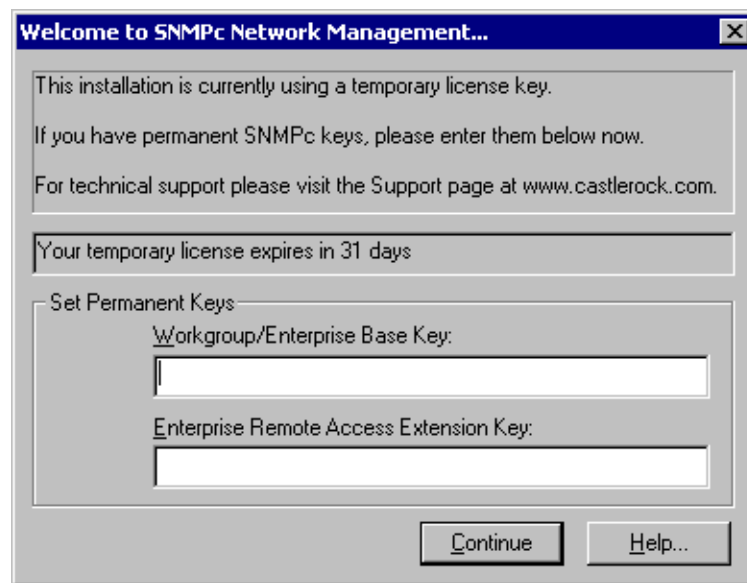 Welcome to SNMPc Network Management...
This installation is currently using a temporary license key.
If you have permanent SNMPc keys, please enter them below now.
For technical support please visit the Support page at www.castlerock.com.
Your temporary license expires in 31 days
Set Permanent Keys
Workgroup/Enterprise Base Key:
Enterprise Remote Access Extension Key:
Continue
Help...